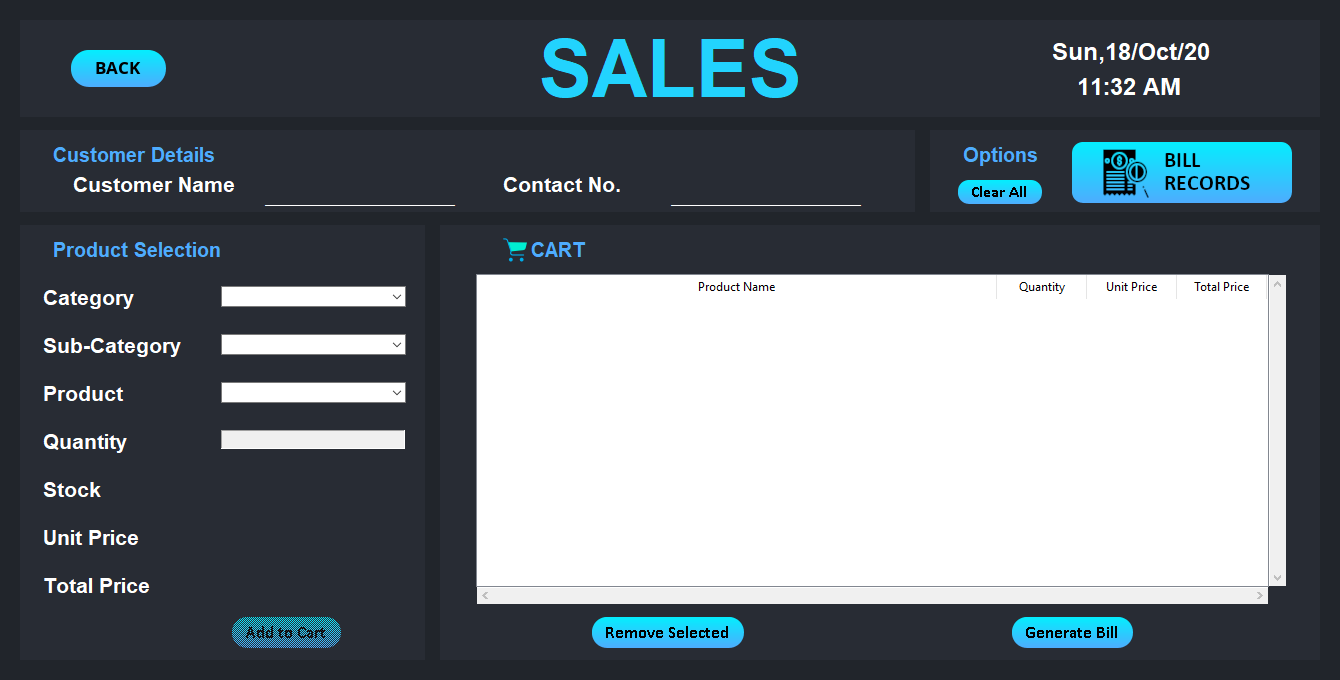 BACK
SALES
Sun,18/Oct/20
11:32 AM
Customer Details
Customer Name
Contact No.
Options
Clear All
BILL
RECORDS
Product Selection
Category
Sub-Category
Product
Quantity
Stock
Unit Price
Total Price
Add to Cart
CART
Product Name Quantity Unit Price Total Price
Remove Selected
Generate Bill